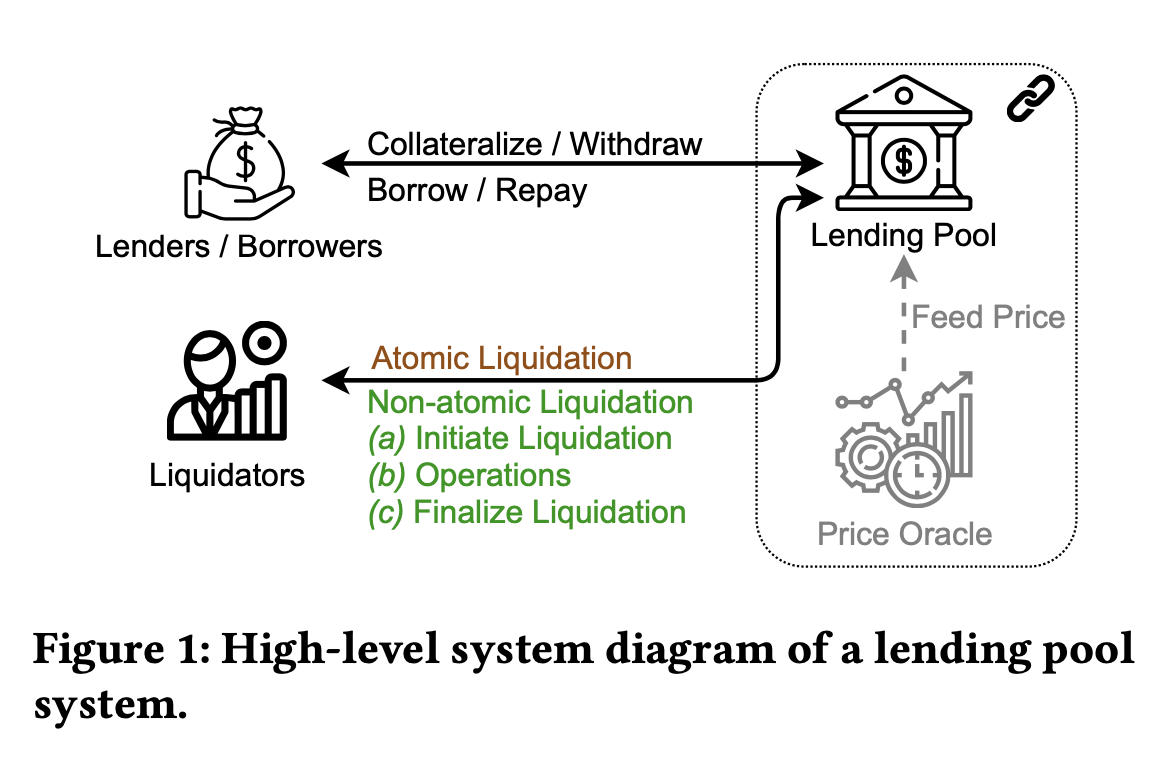 Collateralize / Withdraw
Borrow / Repay
$
Lenders / Borrowers
$
Lending Pool
Feed Price
Atomic Liquidation
Non-atomic Liquidation
(a) Initiate Liquidation
(b) Operations
(c) Finalize Liquidation
Liquidators
Price Oracle
Figure 1: High-level system diagram of a lending pool
system.